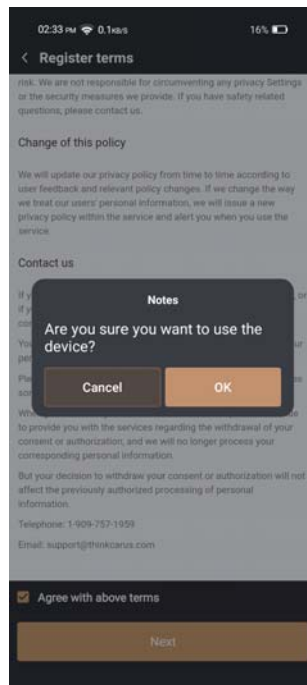 02:33 PM 0.1KB/S 16%
Register terms
risk. We are not responsible for circumventing any privacy Settings
or the security measures we provide. If you have safety related
questions, please contact us.
Change of this policy
We will update our privacy policy from time to time according to
user feedback and relevant policy changes. If we change the way
we treat our users' personal information, we will issue a new
privacy policy within the service and alert you when you use the
service.
Contact us
Notes
Are you sure you want to use the
device?
Cancel
OK
to provide you with the services regarding the withdrawal of your
consent or authorization, and we will no longer process your
corresponding personal information.
But your decision to withdraw your consent or authorization will not
affect the previously authorized processing of personal
information.
Telephone: 1-909-757-1959
Email: support@thinkcarus.com
Agree with above terms
Next